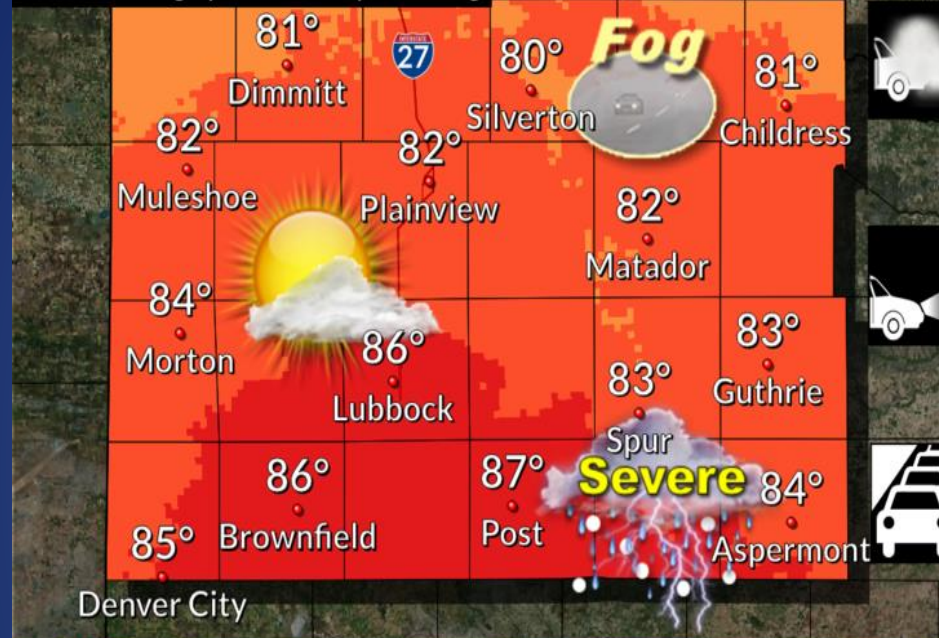 81°
Dimmitt
INTERSTATE
27
80°
Silverton
Fog
81°
Childress
82°
Muleshoe
82°
Plainview
82°
Matador
84°
Morton
86°
Lubbock
83°
Spur
83°
Guthrie
86°
Brownfield
87°
Post
Severe
84°
Aspermont
85°
Denver City